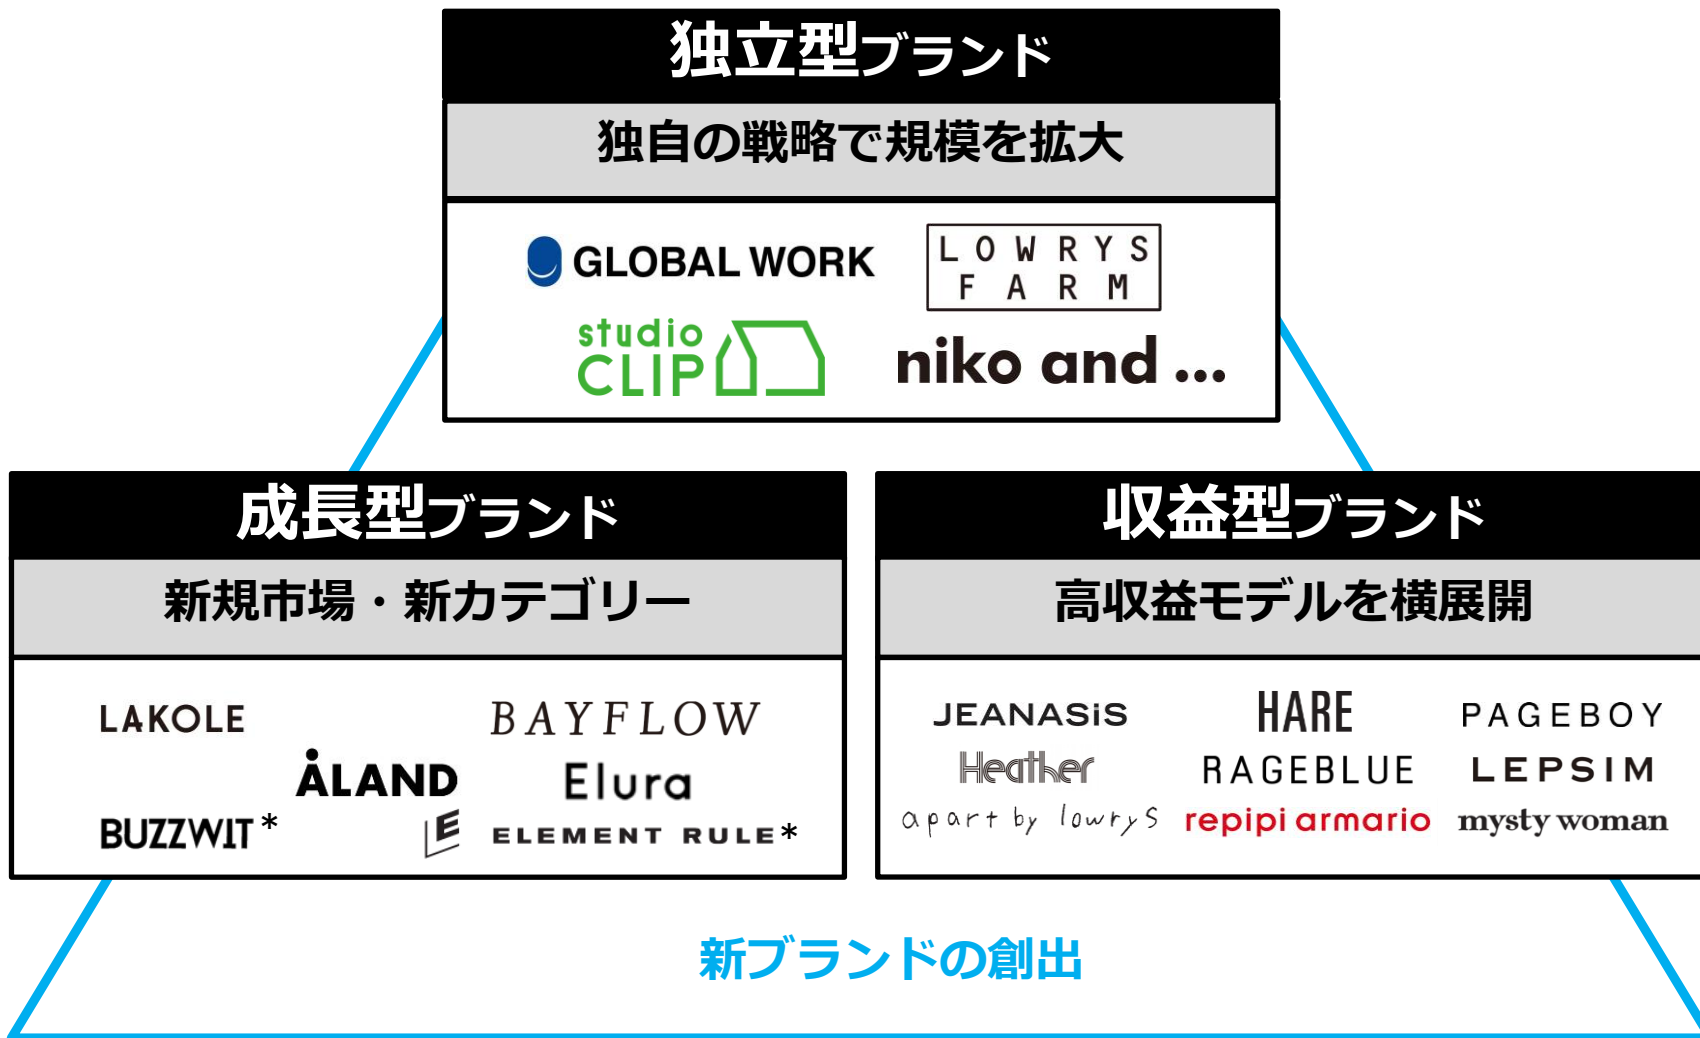 独立型ブランド
独自の戦略で規模を拡大
GLOBAL WORK
LOWRYS
FARM
studio
CLIP
niko and ...
成長型ブランド
新規市場・新カテゴリー
LAKOLE
BAYFLOW
ÅLAND
Elura
BUZZWIT*
E
ELEMENT RULE*
収益型ブランド
高収益モデルを横展開
JEANASiS
HARE
PAGEBOY
Heather
RAGEBLUE
LEPSIM
apart by lowrys
repipi armario
mysty woman
新ブランドの創出